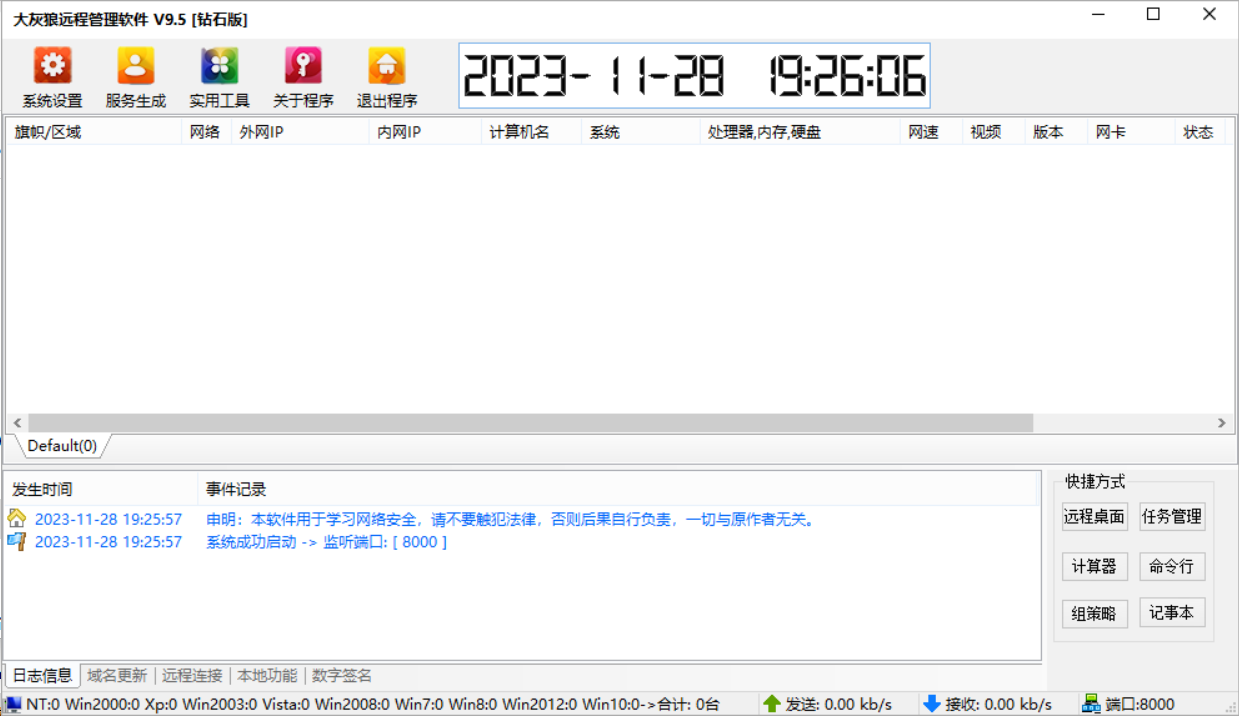 大灰狼远程管理软件 V9.5 [钻石版]
系统设置 服务生成 实用工具 关于程序 退出程序 2023-11-28 19:26:06
旗帜/区域 网络 外网IP 内网IP 计算机名 系统 处理器,内存,硬盘 网速 视频 版本 网卡 状态
Default(0)
发生时间 事件记录
2023-11-28 19:25:57 申明：本软件用于学习网络安全，请不要触犯法律，否则后果自行负责，一切与原作者无关。
2023-11-28 19:25:57 系统成功启动 -> 监听端口: [ 8000 ]
快捷方式
远程桌面 任务管理
计算器 命令行
组策略 记事本
日志信息 域名更新 远程连接 本地功能 数字签名
NT:0 Win2000:0 Xp:0 Win2003:0 Vista:0 Win2008:0 Win7:0 Win8:0 Win2012:0 Win10:0->合计: 0台 发送: 0.00 kb/s 接收: 0.00 kb/s 端口:8000